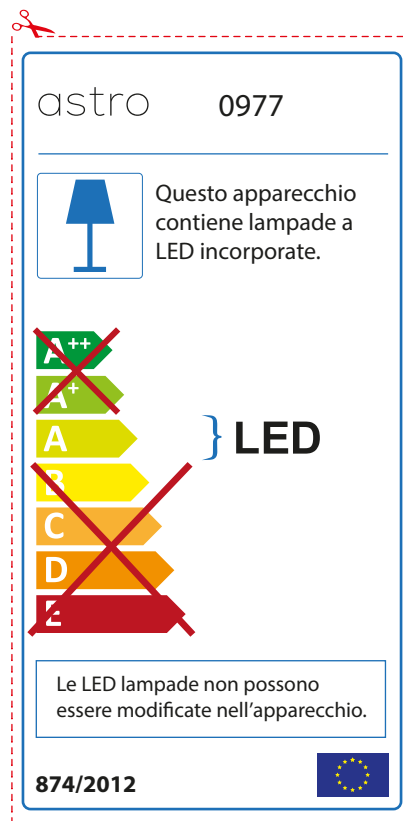 astro 0977
Questo apparecchio
contiene lampade a
LED incorporate.
A++
A+
A
LED
B
C
D
E
Le LED lampade non possono
essere modificate nell’apparecchio.
874/2012